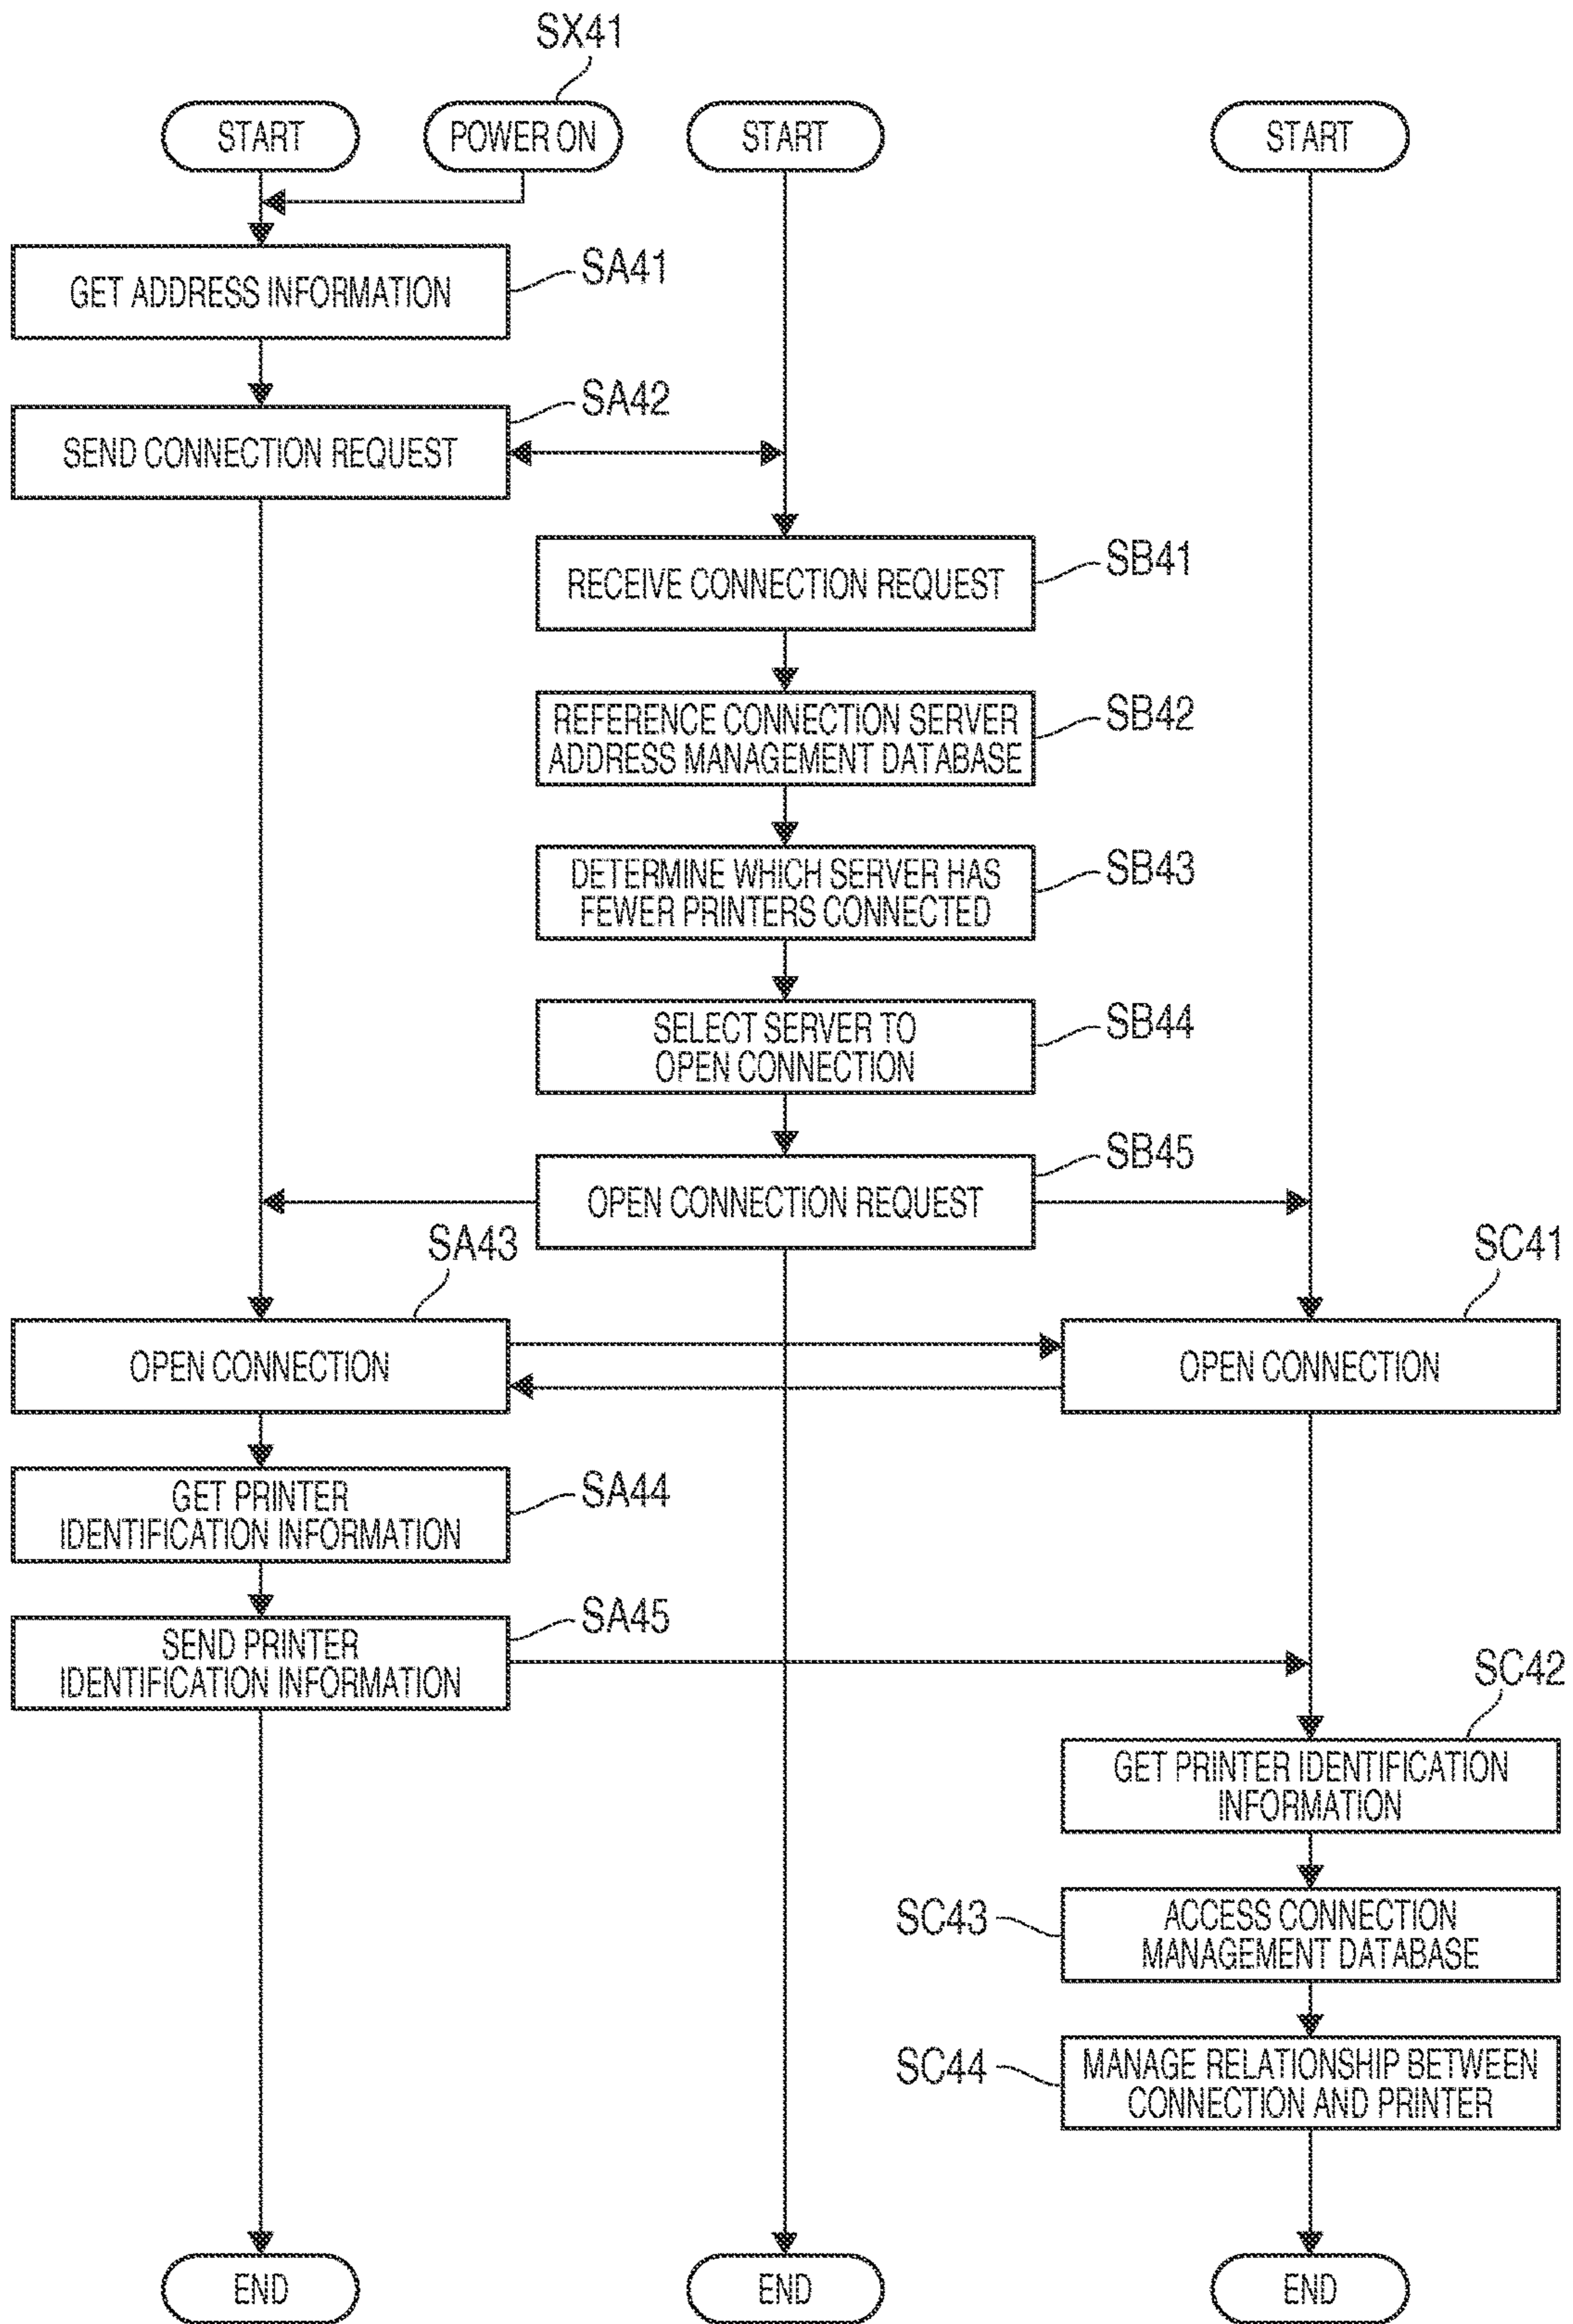 SX41
START
POWER ON
START
START
GET ADDRESS INFORMATION
SA41
SEND CONNECTION REQUEST
SA42
RECEIVE CONNECTION REQUEST
SB41
REFERENCE CONNECTION SERVER
ADDRESS MANAGEMENT DATABASE
SB42
DETERMINE WHICH SERVER HAS
FEWER PRINTERS CONNECTED
SB43
SELECT SERVER TO
OPEN CONNECTION
SB44
OPEN CONNECTION REQUEST
SB45
SA43
SC41
OPEN CONNECTION
OPEN CONNECTION
GET PRINTER
IDENTIFICATION INFORMATION
SA44
SEND PRINTER
IDENTIFICATION INFORMATION
SA45
SC42
GET PRINTER IDENTIFICATION
INFORMATION
SC43
ACCESS CONNECTION
MANAGEMENT DATABASE
SC44
MANAGE RELATIONSHIP BETWEEN
CONNECTION AND PRINTER
END
END
END